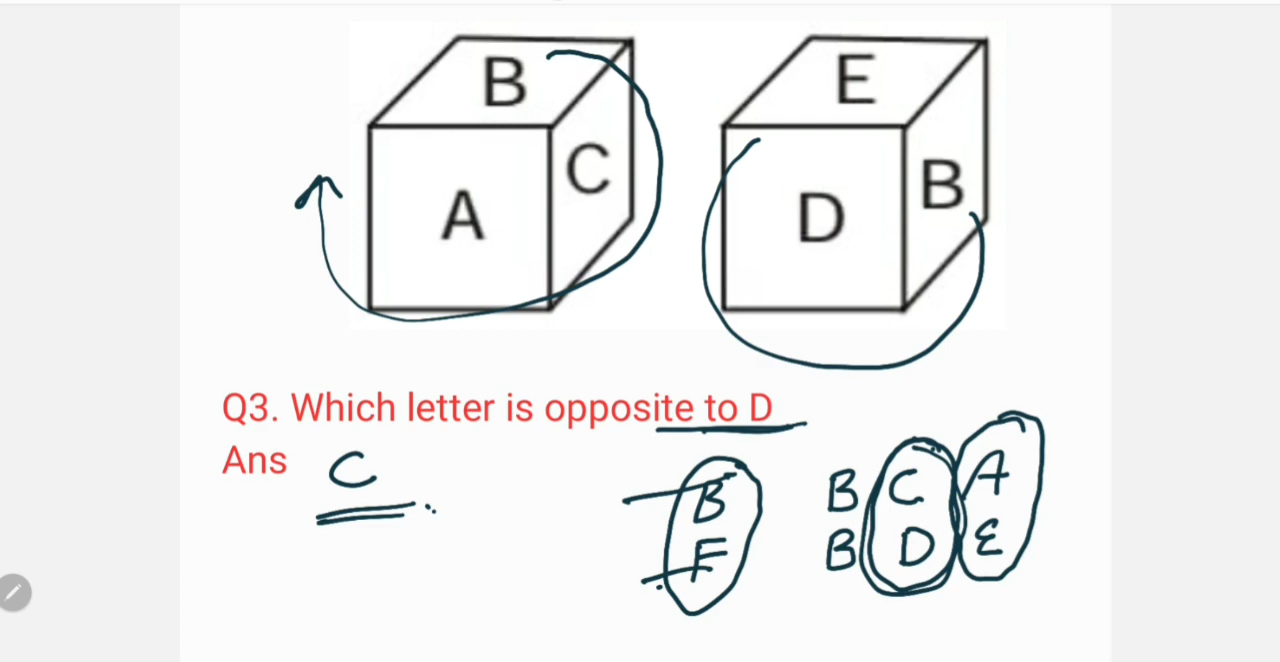 B
C
A
E
B
D
Q3. Which letter is opposite to D
Ans C
B B C A
F B D E